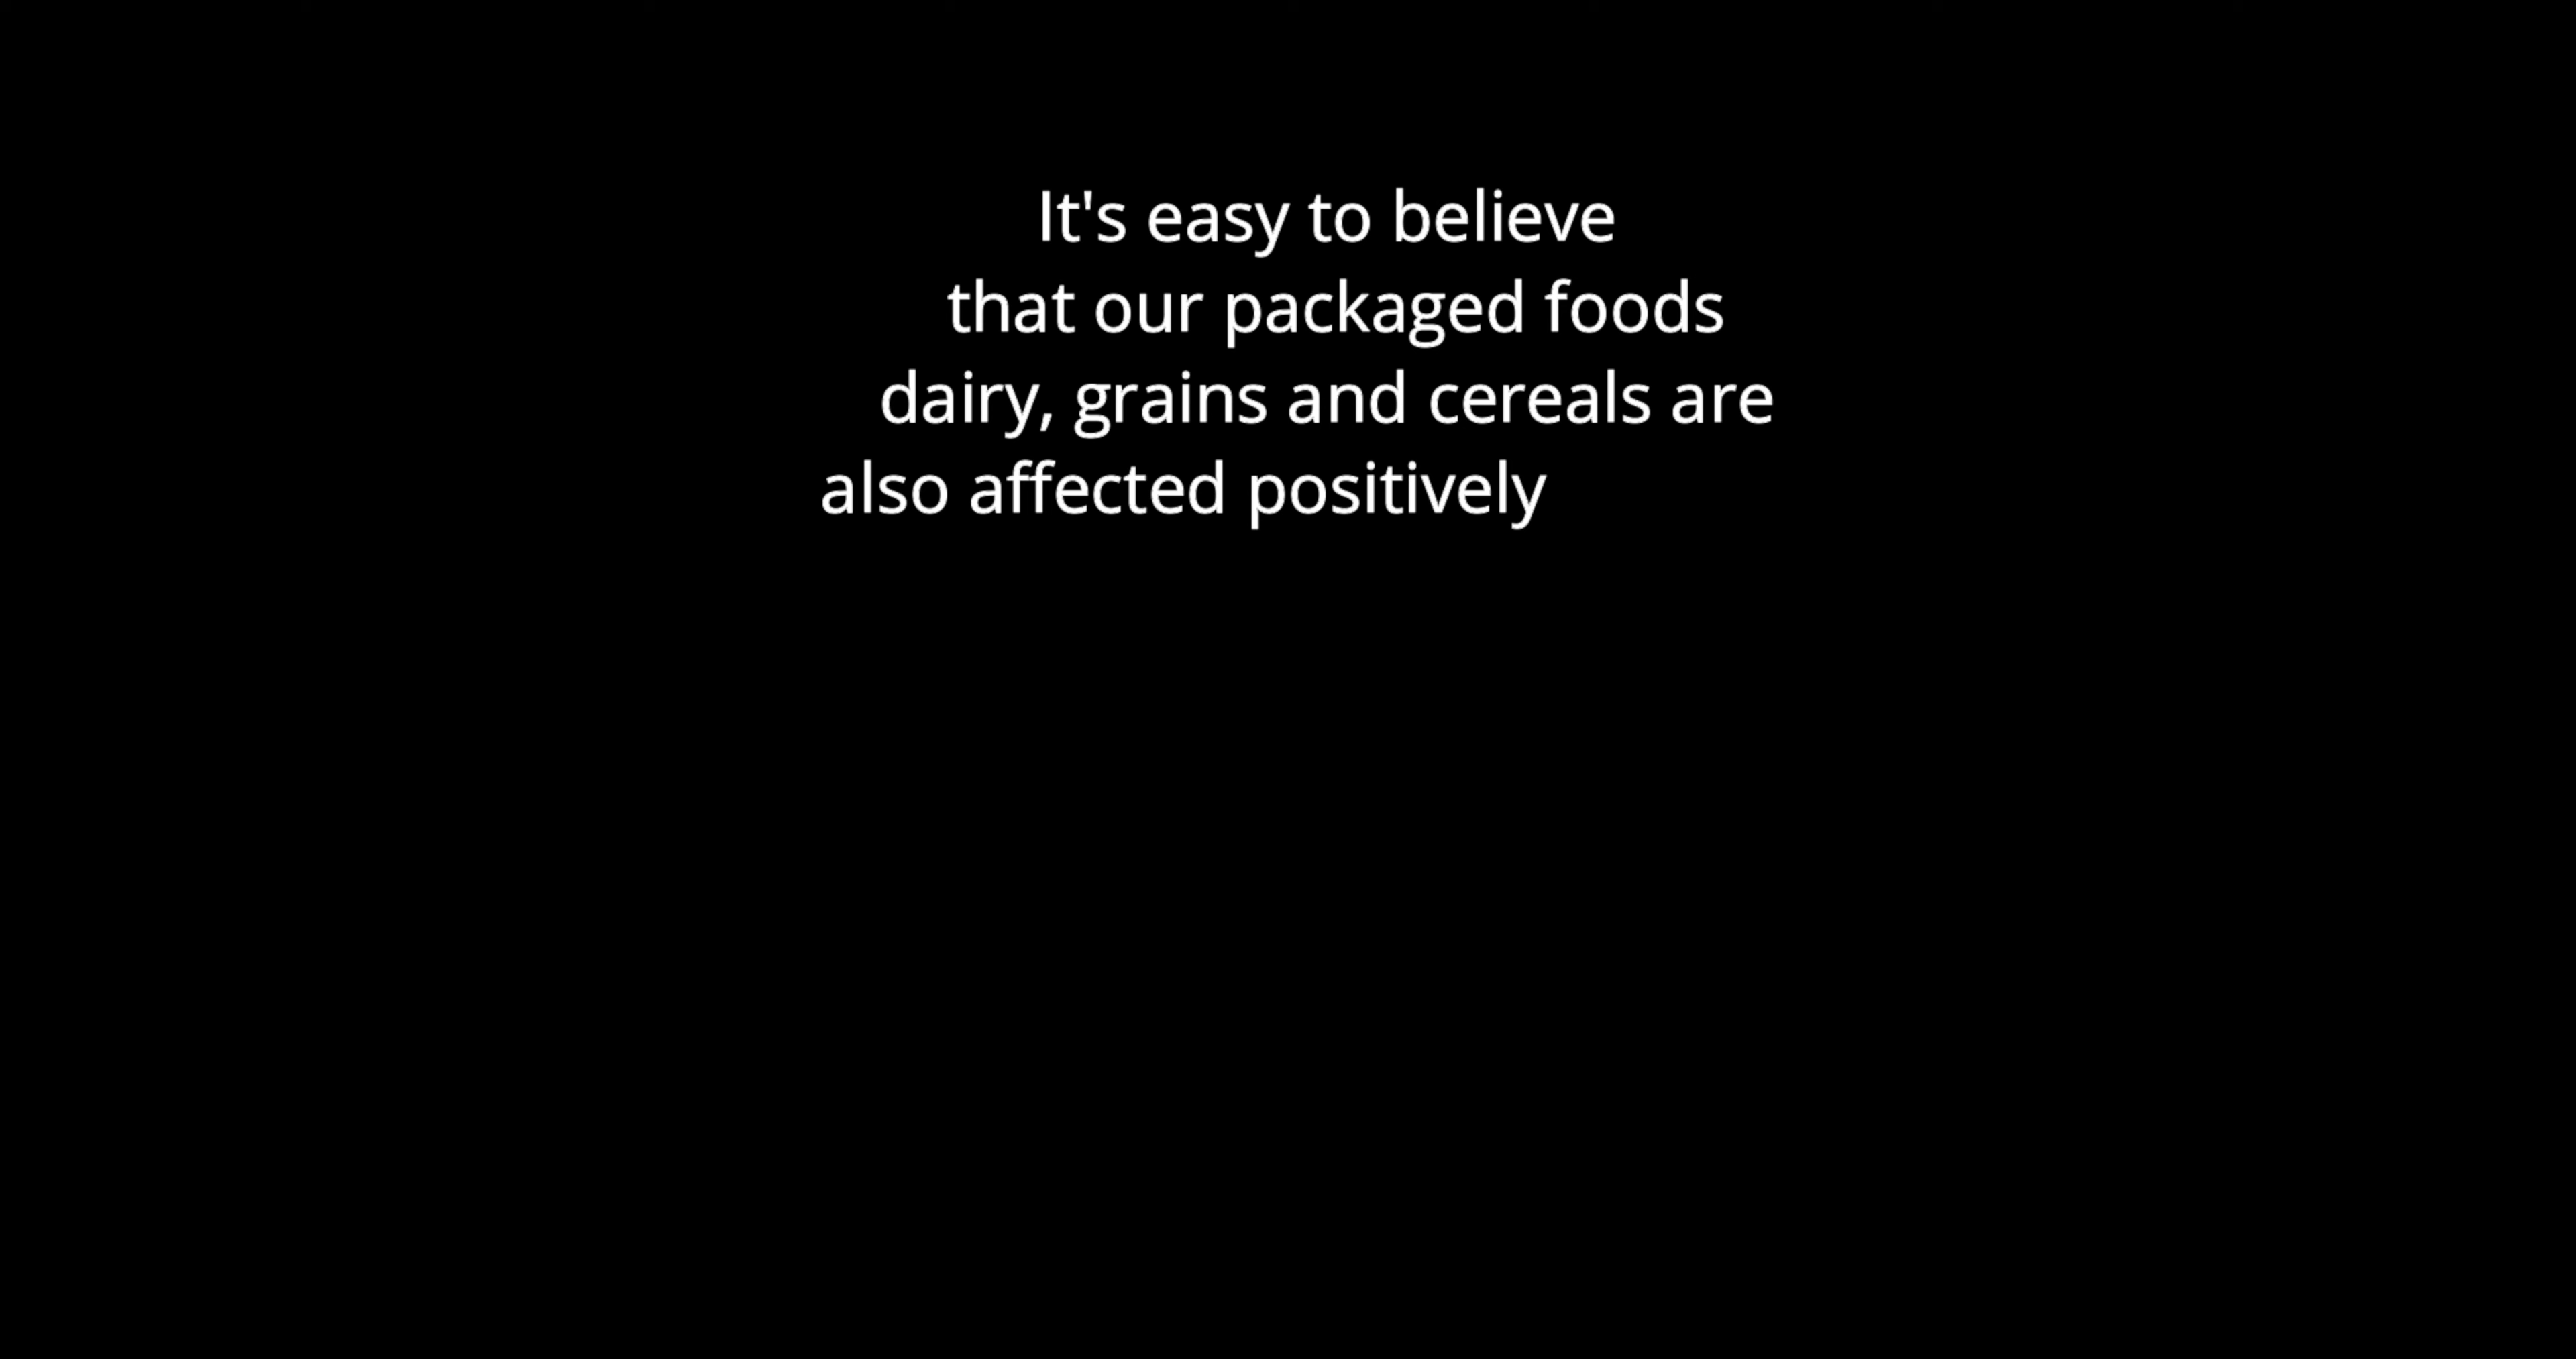 It's easy to believe
that our packaged foods
dairy, grains and cereals are
also affected positively